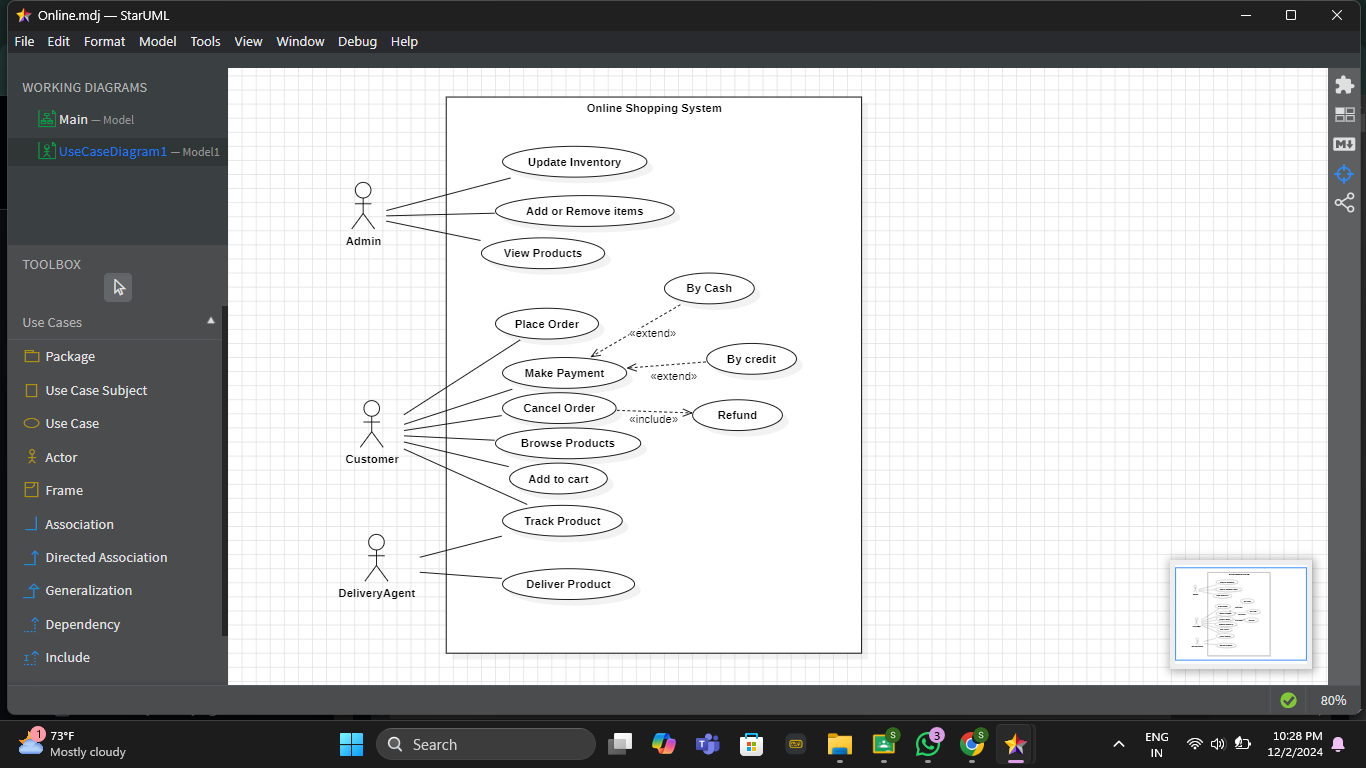 Online.mdj — StarUML
File Edit Format Model Tools View Window Debug Help
WORKING DIAGRAMS
Main — Model
UseCaseDiagram1 — Model1
TOOLBOX
Use Cases
Package
Use Case Subject
Use Case
Actor
Frame
Association
Directed Association
Generalization
Dependency
Include
Online Shopping System
Update Inventory
Add or Remove items
Admin
View Products
By Cash
Place Order
«extend»
By credit
Make Payment
«extend»
Cancel Order
Refund
«include»
Browse Products
Customer
Add to cart
Track Product
Deliver Product
DeliveryAgent
M↓
80%
1
73°F
Mostly cloudy
Search
S
3
S
ENG
IN
10:28 PM
12/2/2024